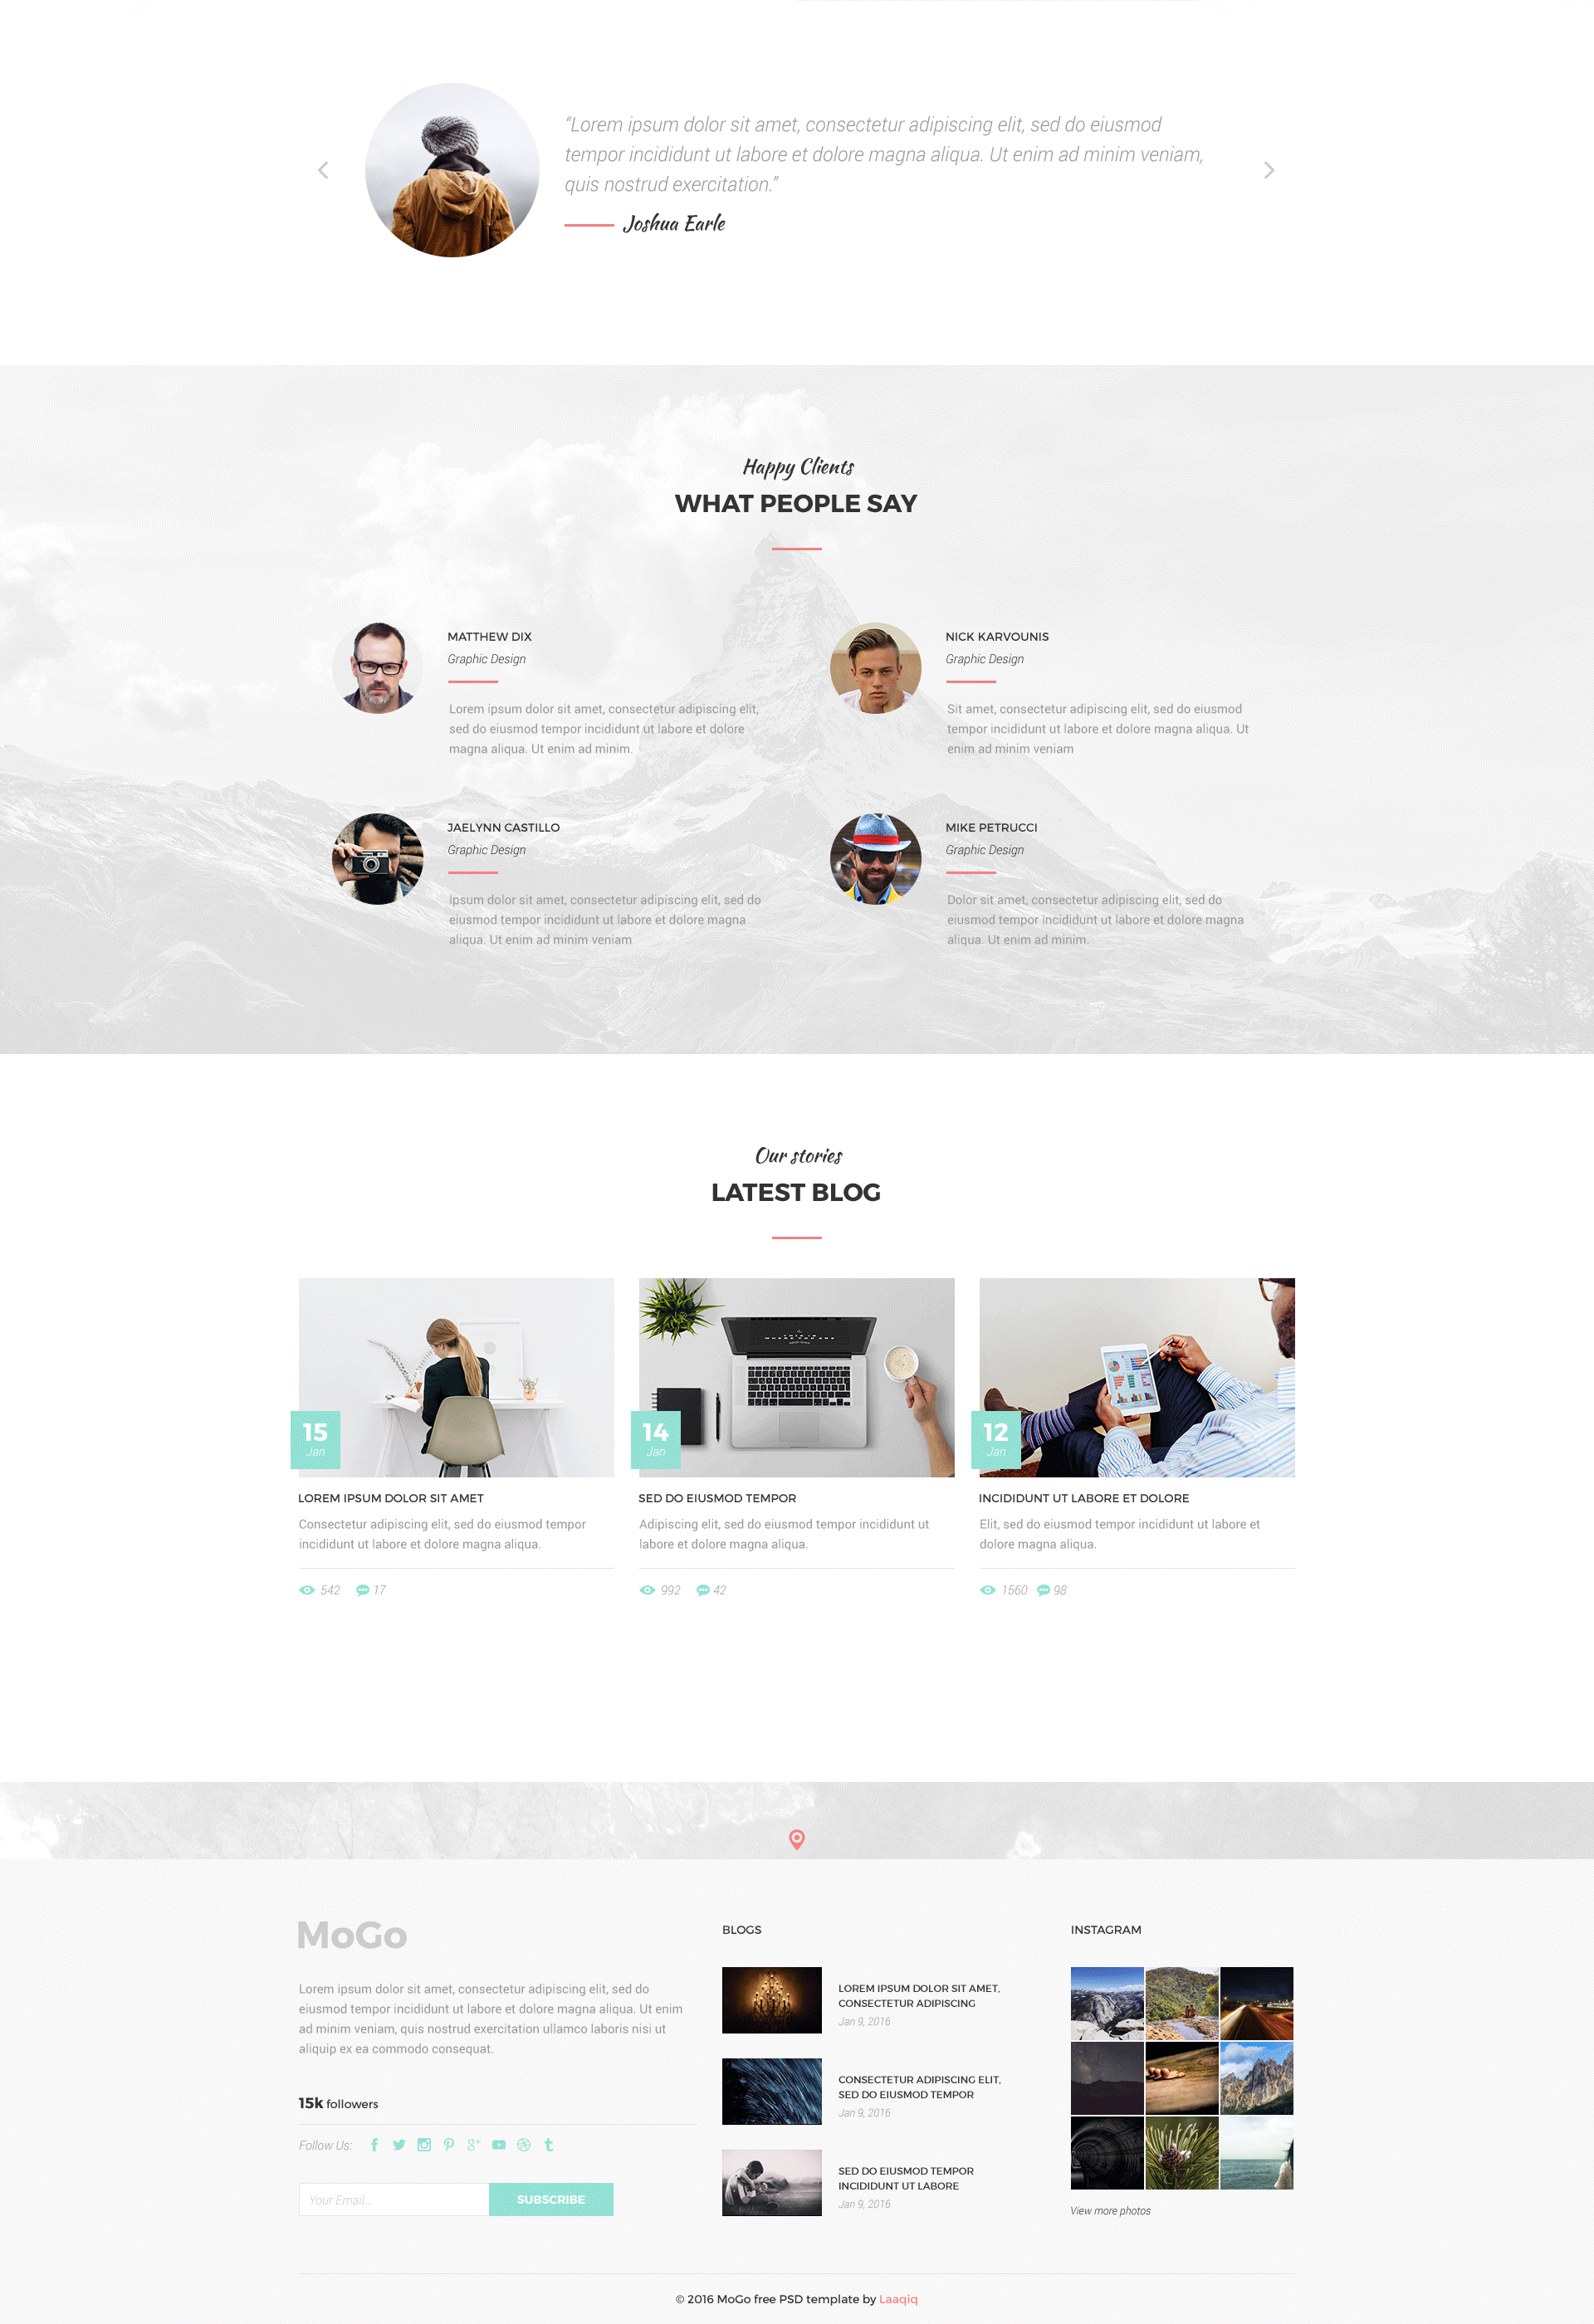 “Lorem ipsum dolor sit amet, consectetur adipiscing elit, sed do eiusmod
tempor incididunt ut labore et dolore magna aliqua. Ut enim ad minim veniam,
quis nostrud exercitation.”
Joshua Earle
Happy Clients
WHAT PEOPLE SAY
MATTHEW DIX
Graphic Design
Lorem ipsum dolor sit amet, consectetur adipiscing elit,
sed do eiusmod tempor incididunt ut labore et dolore
magna aliqua. Ut enim ad minim.
NICK KARVOUNIS
Graphic Design
Sit amet, consectetur adipiscing elit, sed do eiusmod
tempor incididunt ut labore et dolore magna aliqua. Ut
enim ad minim veniam
JAELYNN CASTILLO
Graphic Design
Ipsum dolor sit amet, consectetur adipiscing elit, sed do
eiusmod tempor incididunt ut labore et dolore magna
aliqua. Ut enim ad minim veniam
MIKE PETRUCCI
Graphic Design
Dolor sit amet, consectetur adipiscing elit, sed do
eiusmod tempor incididunt ut labore et dolore magna
aliqua. Ut enim ad minim.
Our stories
LATEST BLOG
15
Jan
LOREM IPSUM DOLOR SIT AMET
Consectetur adipiscing elit, sed do eiusmod tempor
incididunt ut labore et dolore magna aliqua.
542 17
14
Jan
SED DO EIUSMOD TEMPOR
Adipiscing elit, sed do eiusmod tempor incididunt ut
labore et dolore magna aliqua.
992 42
12
Jan
INCIDIDUNT UT LABORE ET DOLORE
Elit, sed do eiusmod tempor incididunt ut labore et
dolore magna aliqua.
1560 98
MoGo
Lorem ipsum dolor sit amet, consectetur adipiscing elit, sed do
eiusmod tempor incididunt ut labore et dolore magna aliqua. Ut enim
ad minim veniam, quis nostrud exercitation ullamco laboris nisi ut
aliquip ex ea commodo consequat.
15k followers
Follow Us:
Your Email...
SUBSCRIBE
BLOGS
LOREM IPSUM DOLOR SIT AMET,
CONSECTETUR ADIPISCING
Jan 9, 2016
CONSECTETUR ADIPISCING ELIT,
SED DO EIUSMOD TEMPOR
Jan 9, 2016
SED DO EIUSMOD TEMPOR
INCIDIDUNT UT LABORE
Jan 9, 2016
INSTAGRAM
View more photos
© 2016 MoGo free PSD template by Laaqiq